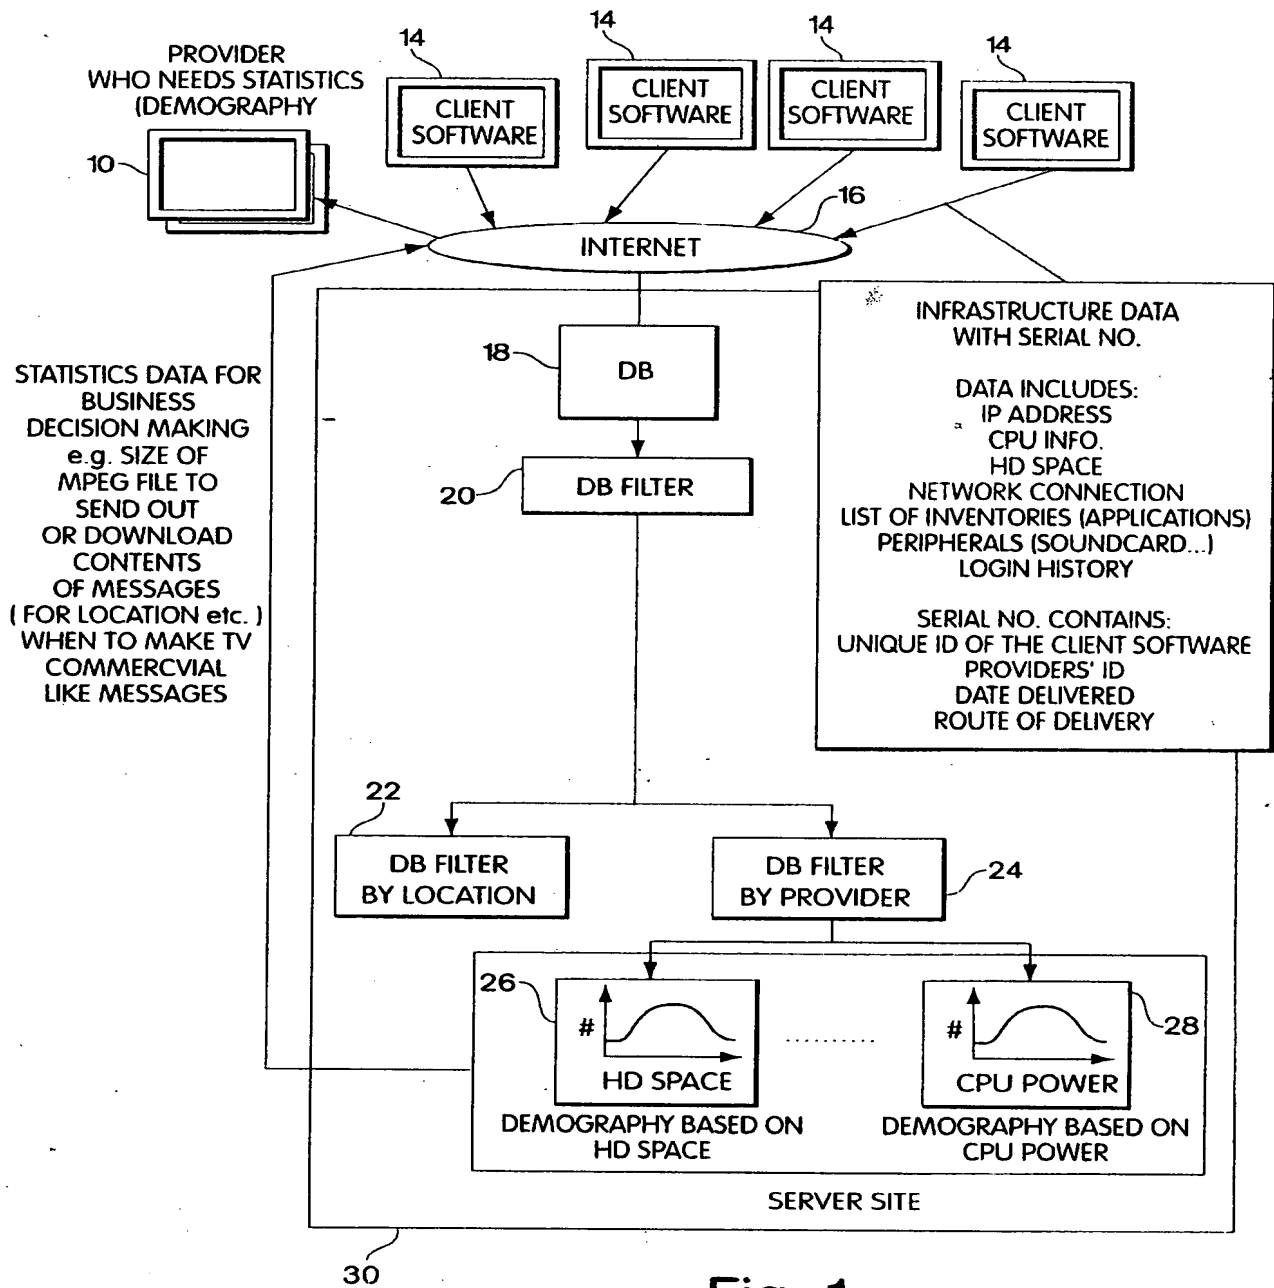 PROVIDER
WHO NEEDS STATISTICS
(DEMOGRAPHY
10
14
CLIENT
SOFTWARE
14
CLIENT
SOFTWARE
14
CLIENT
SOFTWARE
14
CLIENT
SOFTWARE
16
INTERNET
STATISTICS DATA FOR
BUSINESS
DECISION MAKING
e.g. SIZE OF
MPEG FILE TO
SEND OUT
OR DOWNLOAD
CONTENTS
OF MESSAGES
( FOR LOCATION etc. )
WHEN TO MAKE TV
COMMERCVIAL
LIKE MESSAGES
18
DB
20
DB FILTER
INFRASTRUCTURE DATA
WITH SERIAL NO.
DATA INCLUDES:
IP ADDRESS
CPU INFO.
HD SPACE
NETWORK CONNECTION
LIST OF INVENTORIES (APPLICATIONS)
PERIPHERALS (SOUNDCARD...)
LOGIN HISTORY
SERIAL NO. CONTAINS:
UNIQUE ID OF THE CLIENT SOFTWARE
PROVIDERS' ID
DATE DELIVERED
ROUTE OF DELIVERY
22
DB FILTER
BY LOCATION
DB FILTER
BY PROVIDER
24
26
#
HD SPACE
DEMOGRAPHY BASED ON
HD SPACE
.........
#
CPU POWER
28
DEMOGRAPHY BASED ON
CPU POWER
SERVER SITE
30
Fig. 1